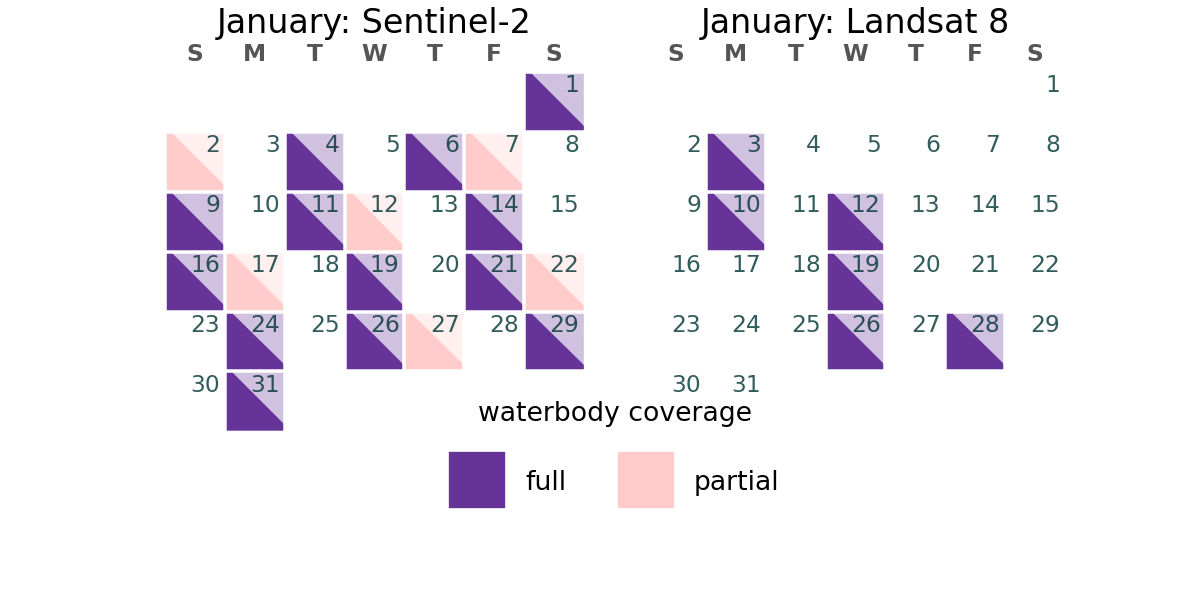 January: Sentinel-2
S M T W T F S
1
2 3 4 5 6 7 8
9 10 11 12 13 14 15
16 17 18 19 20 21 22
23 24 25 26 27 28 29
30 31
January: Landsat 8
S M T W T F S
1
2 3 4 5 6 7 8
9 10 11 12 13 14 15
16 17 18 19 20 21 22
23 24 25 26 27 28 29
30 31
waterbody coverage
full partial